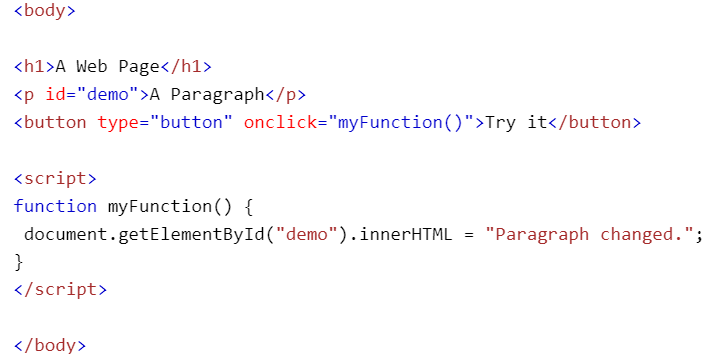 <body>
<h1>A Web Page</h1>
<p id="demo">A Paragraph</p>
<button type="button" onclick="myFunction()">Try it</button>
<script>
function myFunction() {
 document.getElementById("demo").innerHTML = "Paragraph changed.";
}
</script>
</body>